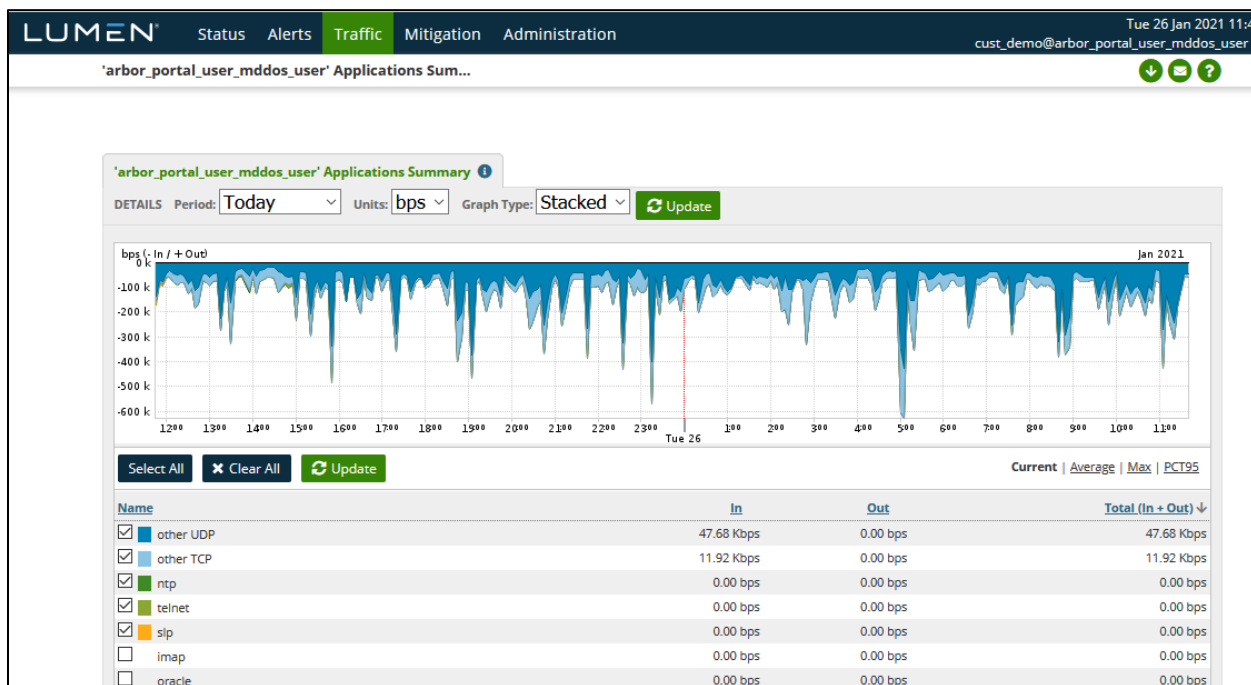 LUMEN® Status Alerts Traffic Mitigation Administration
Tue 26 Jan 2021 11:4
cust_demo@arbor_portal_user_mddos_user
'arbor_portal_user_mddos_user' Applications Sum...
'arbor_portal_user_mddos_user' Applications Summary
DETAILS Period: Today Units: bps Graph Type: Stacked Update
bps (- In / + Out) Jan 2021
0 k
-100 k
-200 k
-300 k
-400 k
-500 k
-600 k
12:00 13:00 14:00 15:00 16:00 17:00 18:00 19:00 20:00 21:00 22:00 23:00 1:00 2:00 3:00 4:00 5:00 6:00 7:00 8:00 9:00 10:00 11:00
Tue 26
Select All Clear All Update Current | Average | Max | PCT95
Name In Out Total (In + Out)
other UDP 47.68 Kbps 0.00 bps 47.68 Kbps
other TCP 11.92 Kbps 0.00 bps 11.92 Kbps
ntp 0.00 bps 0.00 bps 0.00 bps
telnet 0.00 bps 0.00 bps 0.00 bps
slp 0.00 bps 0.00 bps 0.00 bps
imap 0.00 bps 0.00 bps 0.00 bps
oracle 0.00 bps 0.00 bps 0.00 bps